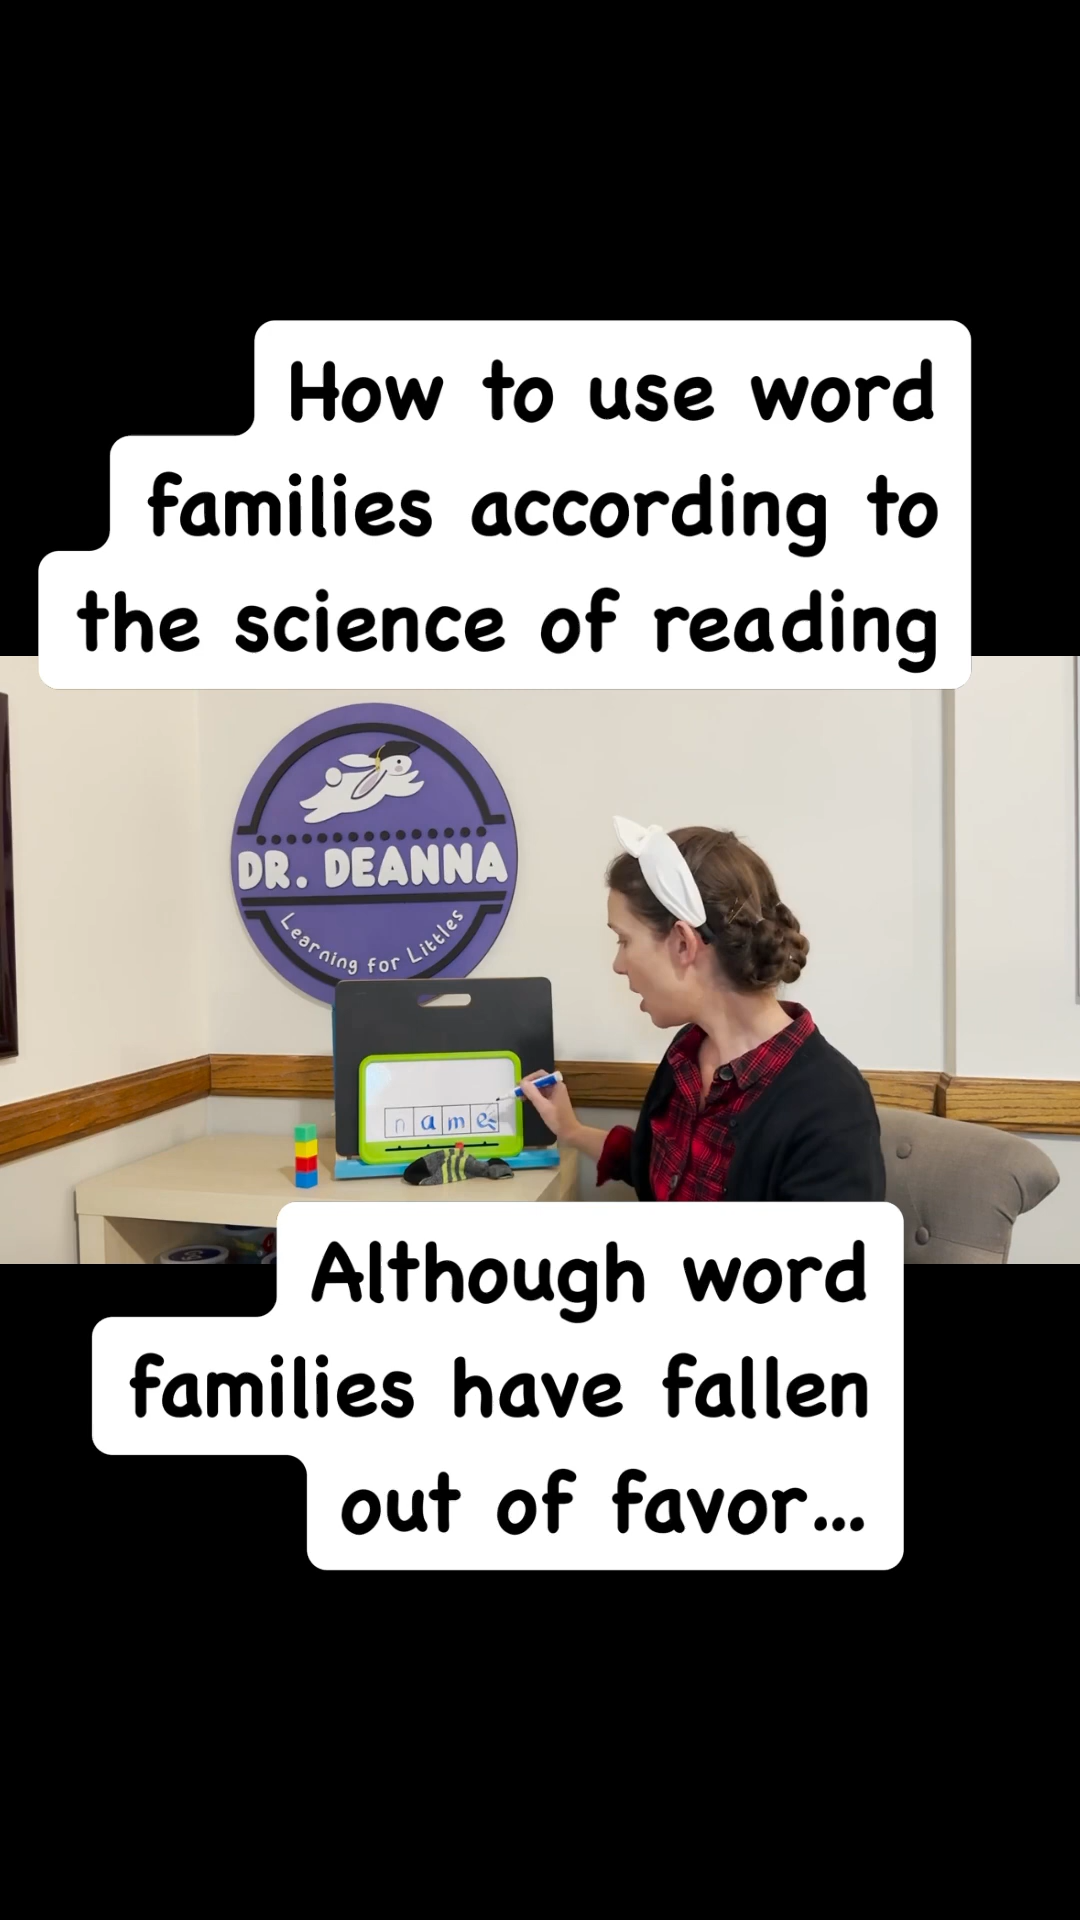 How to use word
families according to
the science of reading
DR. DEANNA
Learning for Littles
n a m e
Although word
families have fallen
out of favor...